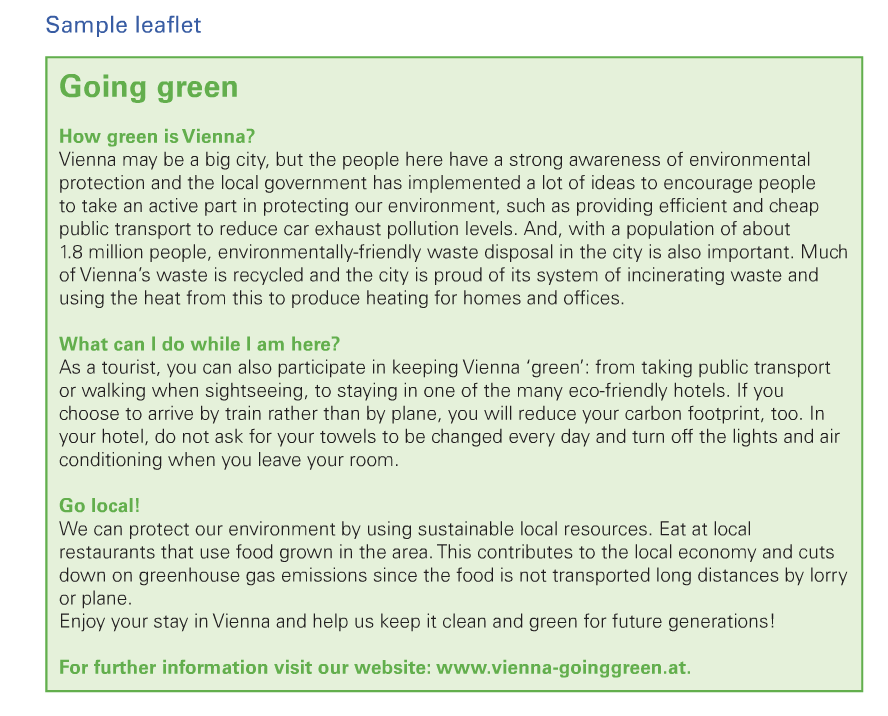 Sample leaflet
Going green
How green is Vienna?
Vienna may be a big city, but the people here have a strong awareness of environmental
protection and the local government has implemented a lot of ideas to encourage people
to take an active part in protecting our environment, such as providing efficient and cheap
public transport to reduce car exhaust pollution levels. And, with a population of about
1.8 million people, environmentally-friendly waste disposal in the city is also important. Much
of Vienna's waste is recycled and the city is proud of its system of incinerating waste and
using the heat from this to produce heating for homes and offices.
What can I do while I am here?
As a tourist, you can also participate in keeping Vienna 'green': from taking public transport
or walking when sightseeing, to staying in one of the many eco-friendly hotels. If you
choose to arrive by train rather than by plane, you will reduce your carbon footprint, too. In
your hotel, do not ask for your towels to be changed every day and turn off the lights and air
conditioning when you leave your room.
Go local!
We can protect our environment by using sustainable local resources. Eat at local
restaurants that use food grown in the area. This contributes to the local economy and cuts
down on greenhouse gas emissions since the food is not transported long distances by lorry
or plane.
Enjoy your stay in Vienna and help us keep it clean and green for future generations!
For further information visit our website: www.vienna-goinggreen.at.